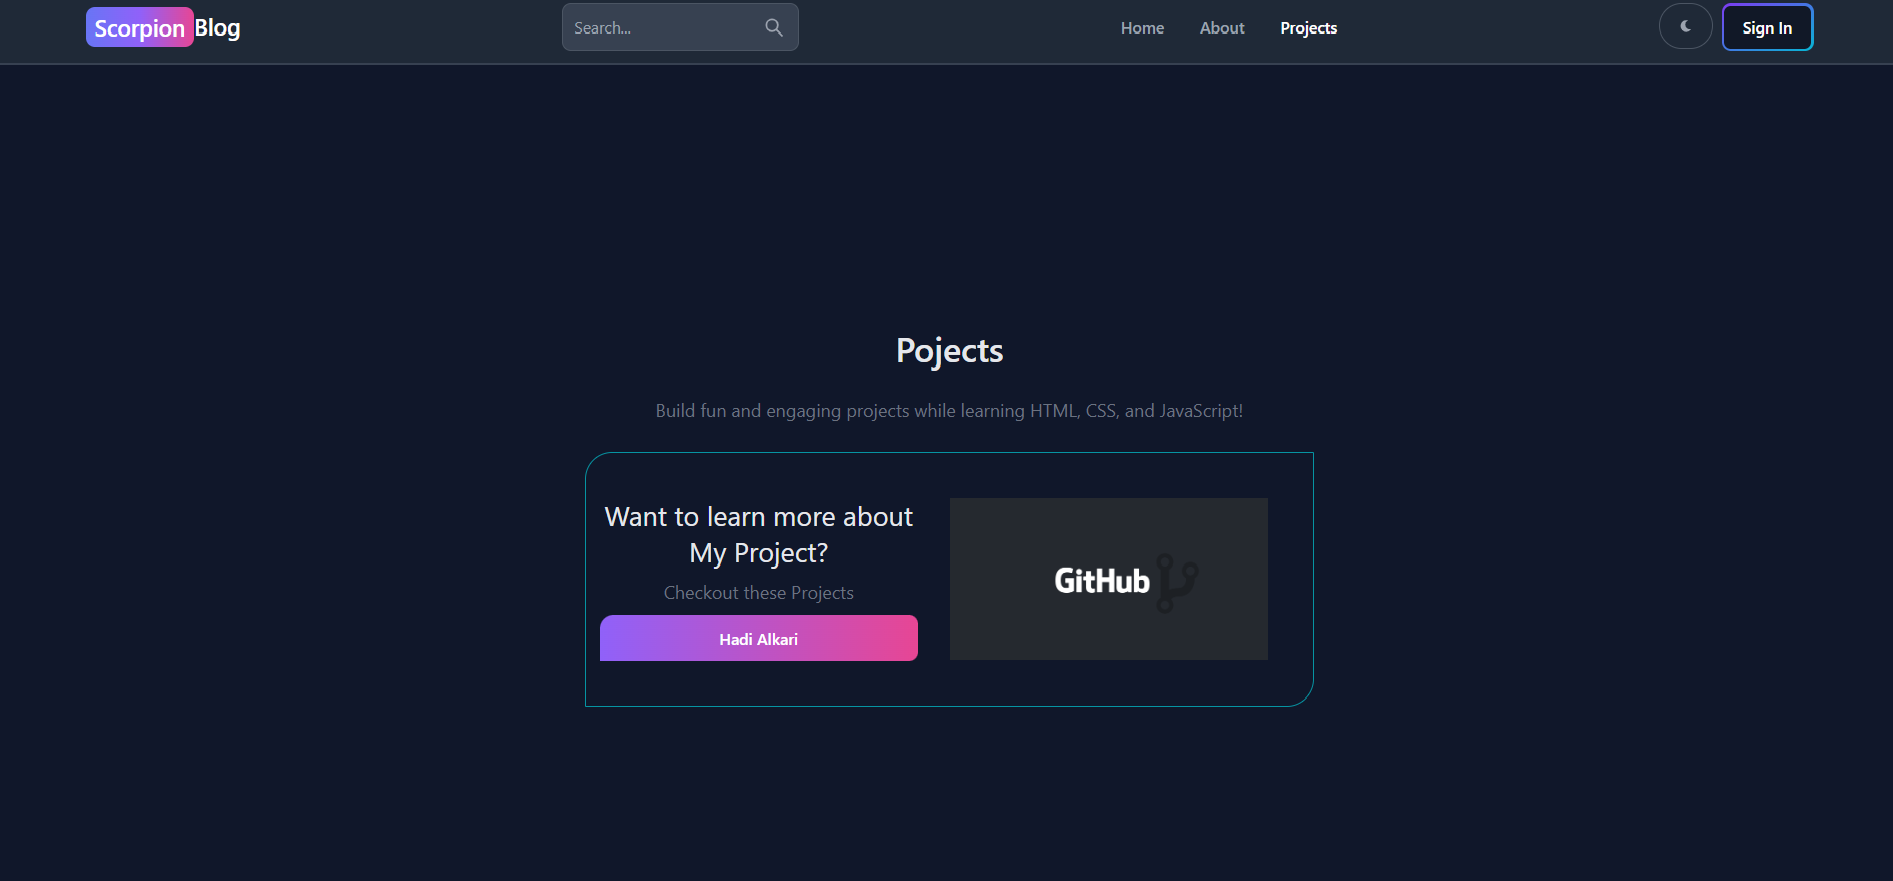 Scorpion Blog
Search...
Home About Projects
Sign In
Pojects
Build fun and engaging projects while learning HTML, CSS, and JavaScript!
Want to learn more about
My Project?
Checkout these Projects
Hadi Alkari
GitHub